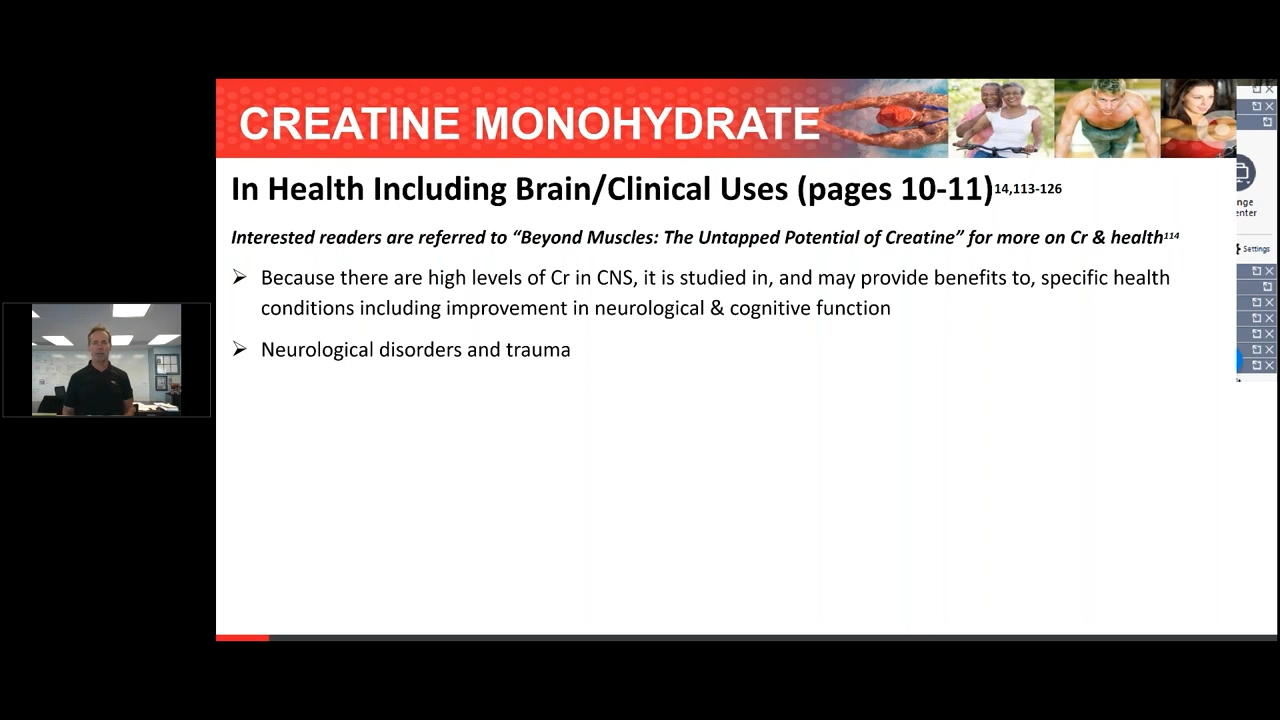 CREATINE MONOHYDRATE
In Health Including Brain/Clinical Uses (pages 10-11)14,113-126
Interested readers are referred to “Beyond Muscles: The Untapped Potential of Creatine” for more on Cr & health114
➢ Because there are high levels of Cr in CNS, it is studied in, and may provide benefits to, specific health
conditions including improvement in neurological & cognitive function
➢ Neurological disorders and trauma
nge
enter
Settings